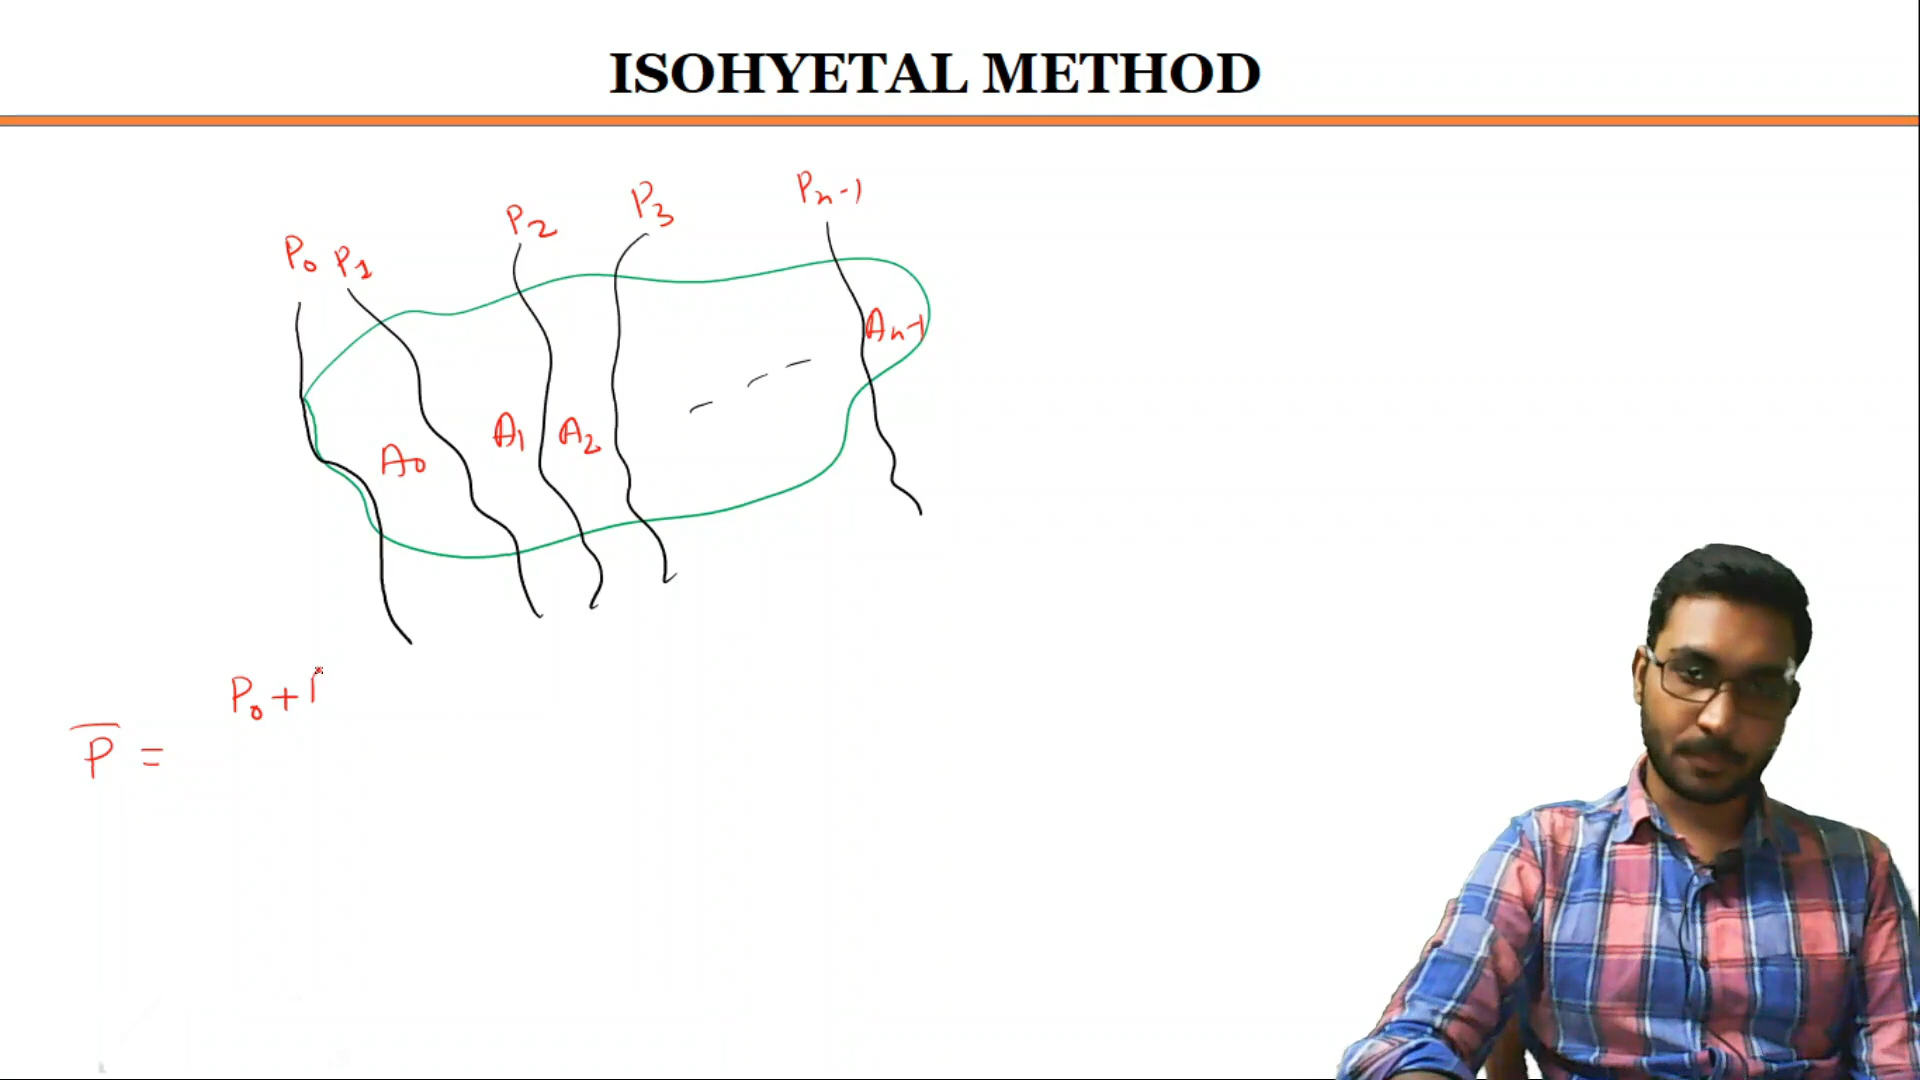 ISOHYETAL METHOD
P₀ P₁ P₂ P₃ Pₙ₋₁
A₀ A₁ A₂ Aₙ₋₁
P₀ +
P̅ =